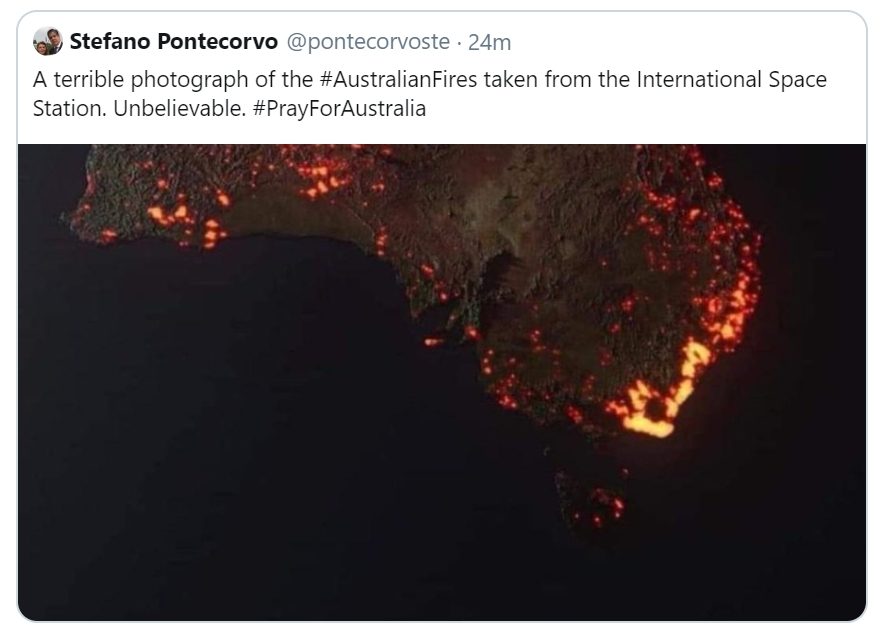 Stefano Pontecorvo @pontecorvoste · 24m
A terrible photograph of the #AustralianFires taken from the International Space
Station. Unbelievable. #PrayForAustralia